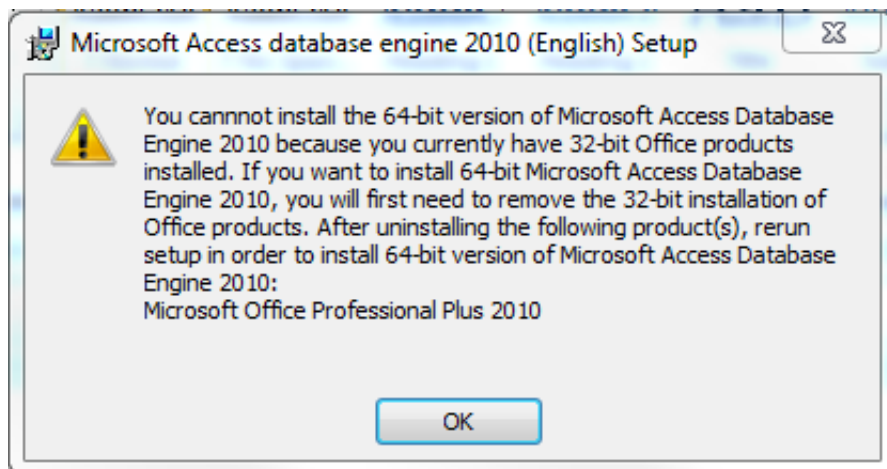 Microsoft Access database engine 2010 (English) Setup
You cannnot install the 64-bit version of Microsoft Access Database
Engine 2010 because you currently have 32-bit Office products
installed. If you want to install 64-bit Microsoft Access Database
Engine 2010, you will first need to remove the 32-bit installation of
Office products. After uninstalling the following product(s), rerun
setup in order to install 64-bit version of Microsoft Access Database
Engine 2010:
Microsoft Office Professional Plus 2010
OK